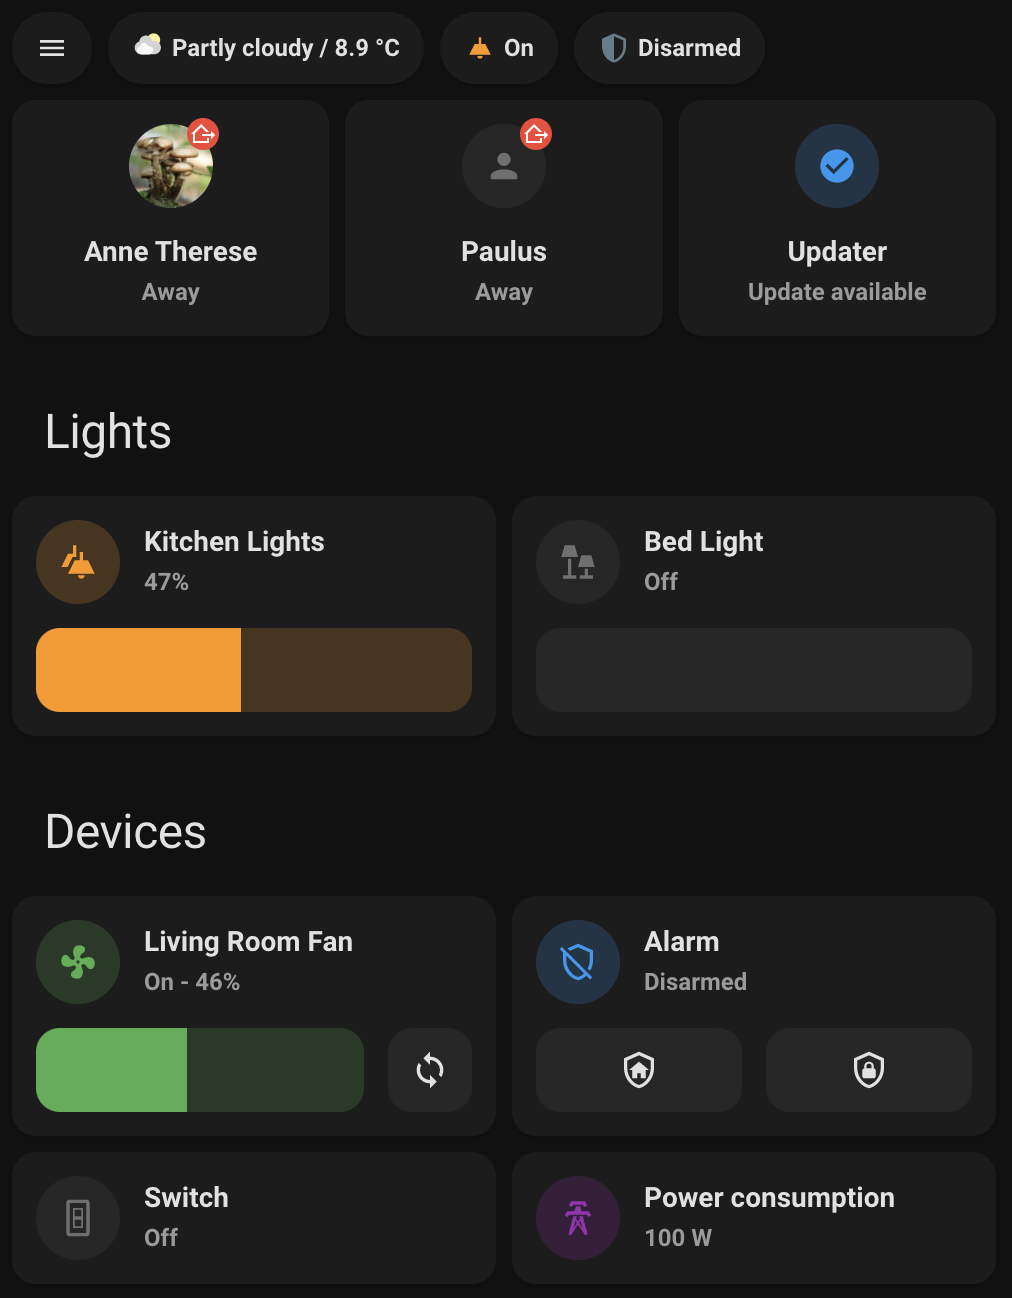 Partly cloudy / 8.9 °C
On
Disarmed
Anne Therese
Away
Paulus
Away
Updater
Update available
Lights
Kitchen Lights
47%
Bed Light
Off
Devices
Living Room Fan
On - 46%
Alarm
Disarmed
Switch
Off
Power consumption
100 W